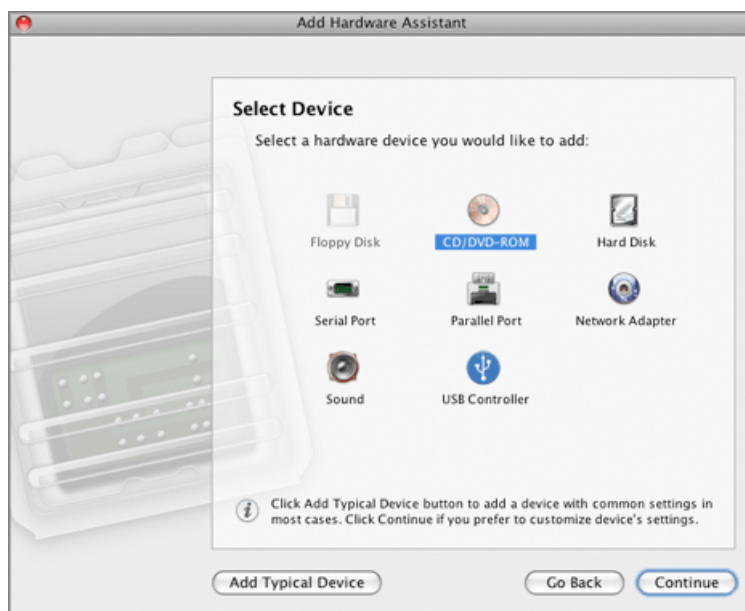 Add Hardware Assistant
Select Device
Select a hardware device you would like to add:
Floppy Disk
CD/DVD-ROM
Hard Disk
Serial Port
Parallel Port
Network Adapter
Sound
USB Controller
Click Add Typical Device button to add a device with common settings in
most cases. Click Continue if you prefer to customize device's settings.
Add Typical Device
Go Back
Continue